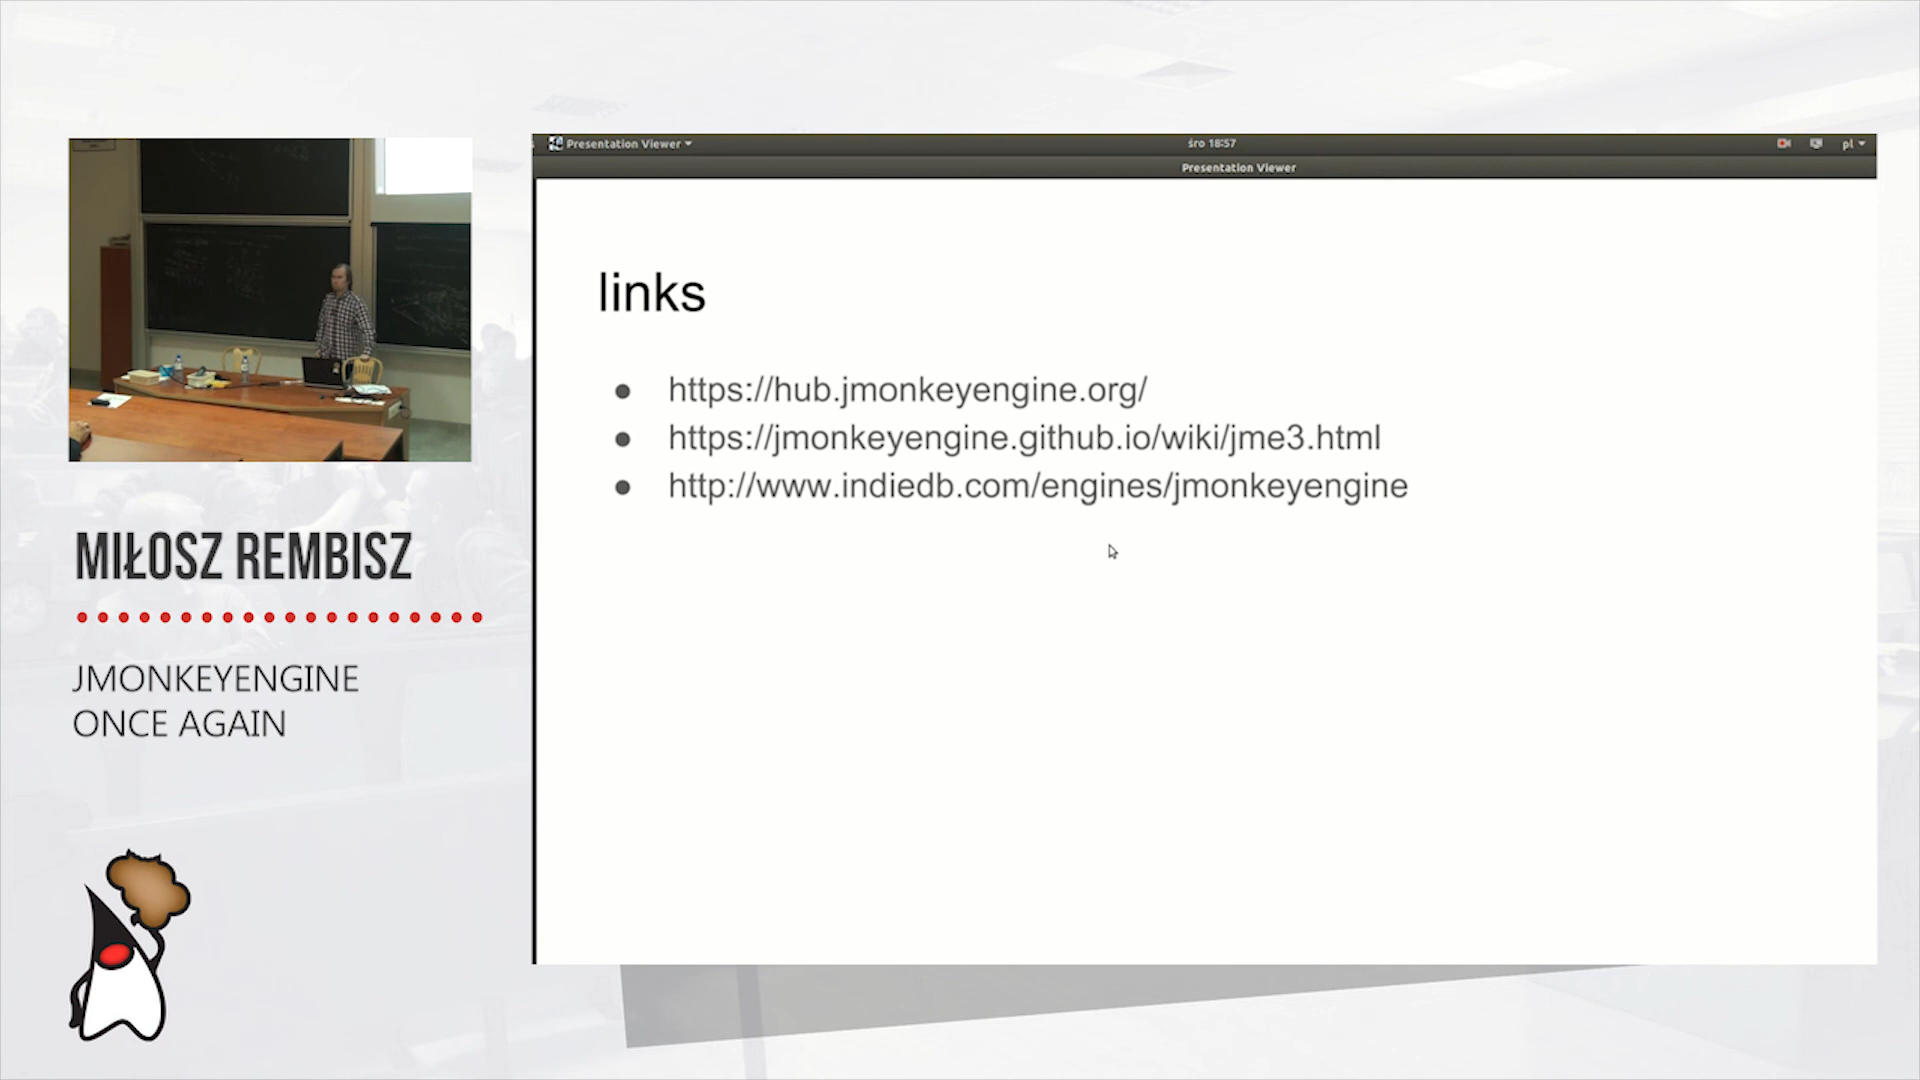 Presentation Viewer
śro 18:57
pl
Presentation Viewer
links
https://hub.jmonkeyengine.org/
https://jmonkeyengine.github.io/wiki/jme3.html
http://www.indiedb.com/engines/jmonkeyengine
MIŁOSZ REMBISZ
JMONKEYENGINE
ONCE AGAIN